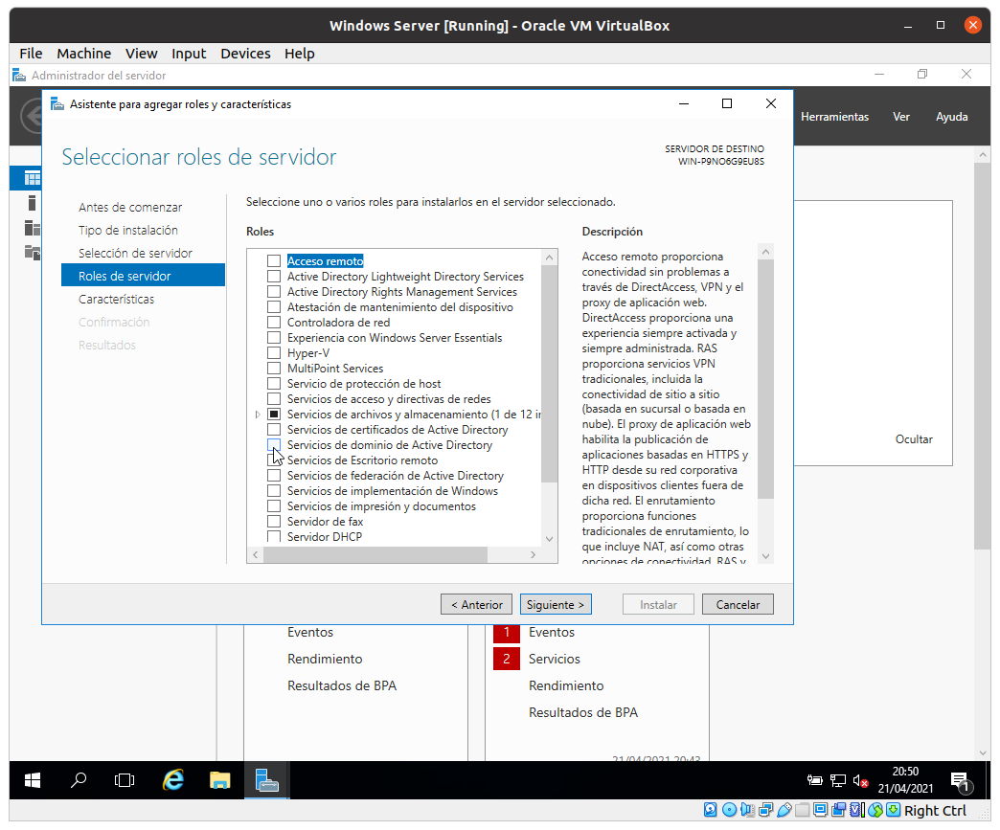 Windows Server [Running] - Oracle VM VirtualBox
File Machine View Input Devices Help
Administrador del servidor
Asistente para agregar roles y características
Herramientas Ver Ayuda
Seleccionar roles de servidor
SERVIDOR DE DESTINO
WIN-P9NO6G9EU8S
Antes de comenzar
Tipo de instalación
Selección de servidor
Roles de servidor
Características
Confirmación
Resultados
Seleccione uno o varios roles para instalarlos en el servidor seleccionado.
Roles
Acceso remoto
Active Directory Lightweight Directory Services
Active Directory Rights Management Services
Atestación de mantenimiento del dispositivo
Controladora de red
Experiencia con Windows Server Essentials
Hyper-V
MultiPoint Services
Servicio de protección de host
Servicios de acceso y directivas de redes
Servicios de archivos y almacenamiento (1 de 12 in
Servicios de certificados de Active Directory
Servicios de dominio de Active Directory
Servicios de Escritorio remoto
Servicios de federación de Active Directory
Servicios de implementación de Windows
Servicios de impresión y documentos
Servidor de fax
Servidor DHCP
Descripción
Acceso remoto proporciona
conectividad sin problemas a
través de DirectAccess, VPN y el
proxy de aplicación web.
DirectAccess proporciona una
experiencia siempre activada y
siempre administrada. RAS
proporciona servicios VPN
tradicionales, incluida la
conectividad de sitio a sitio
(basada en sucursal o basada en
nube). El proxy de aplicación web
habilita la publicación de
aplicaciones basadas en HTTPS y
HTTP desde su red corporativa
en dispositivos clientes fuera de
dicha red. El enrutamiento
proporciona funciones
tradicionales de enrutamiento, lo
que incluye NAT, así como otras
opciones de conectividad. RAS y
Ocultar
< Anterior Siguiente > Instalar Cancelar
Eventos
Rendimiento
Resultados de BPA
1 Eventos
2 Servicios
Rendimiento
Resultados de BPA
21/04/2021 20:43
20:50
21/04/2021
1
Right Ctrl